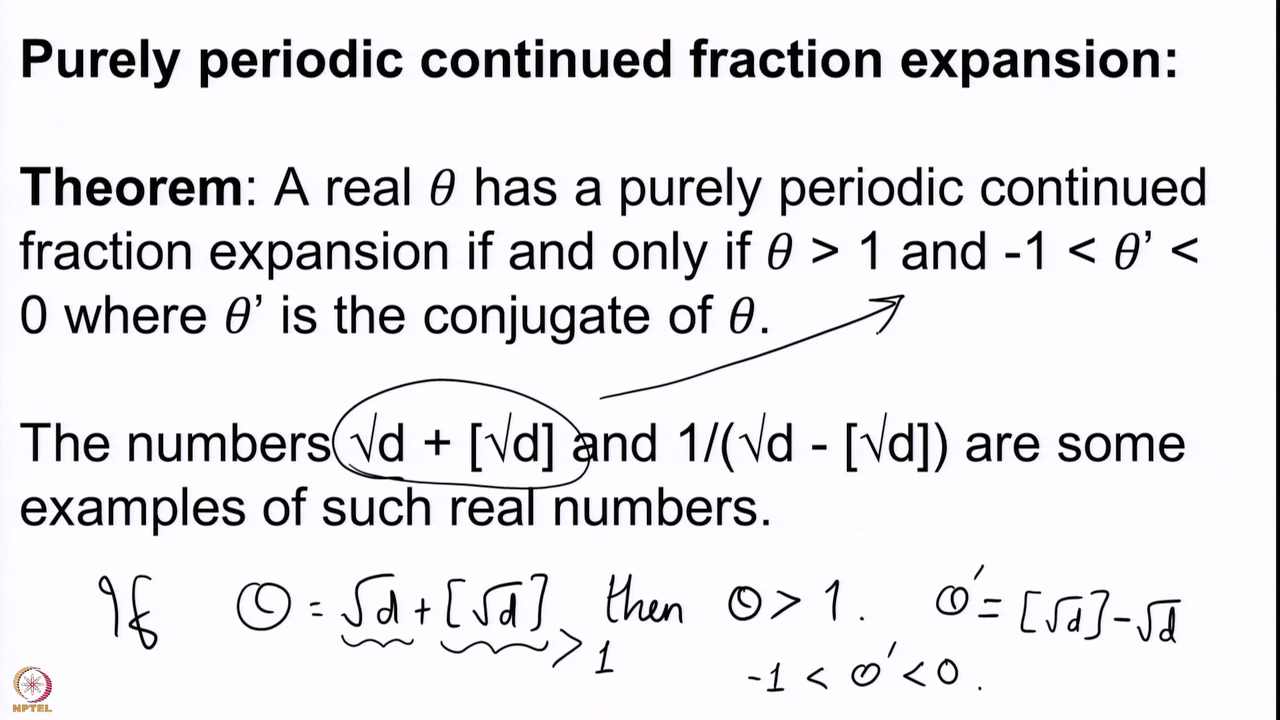 Purely periodic continued fraction expansion:
Theorem: A real θ has a purely periodic continued
fraction expansion if and only if θ > 1 and -1 < θ’ <
0 where θ’ is the conjugate of θ.
The numbers √d + [√d] and 1/(√d - [√d]) are some
examples of such real numbers.
If θ = √d + [√d] then θ > 1. θ' = [√d] - √d
> 1 -1 < θ' < 0.
NPTEL